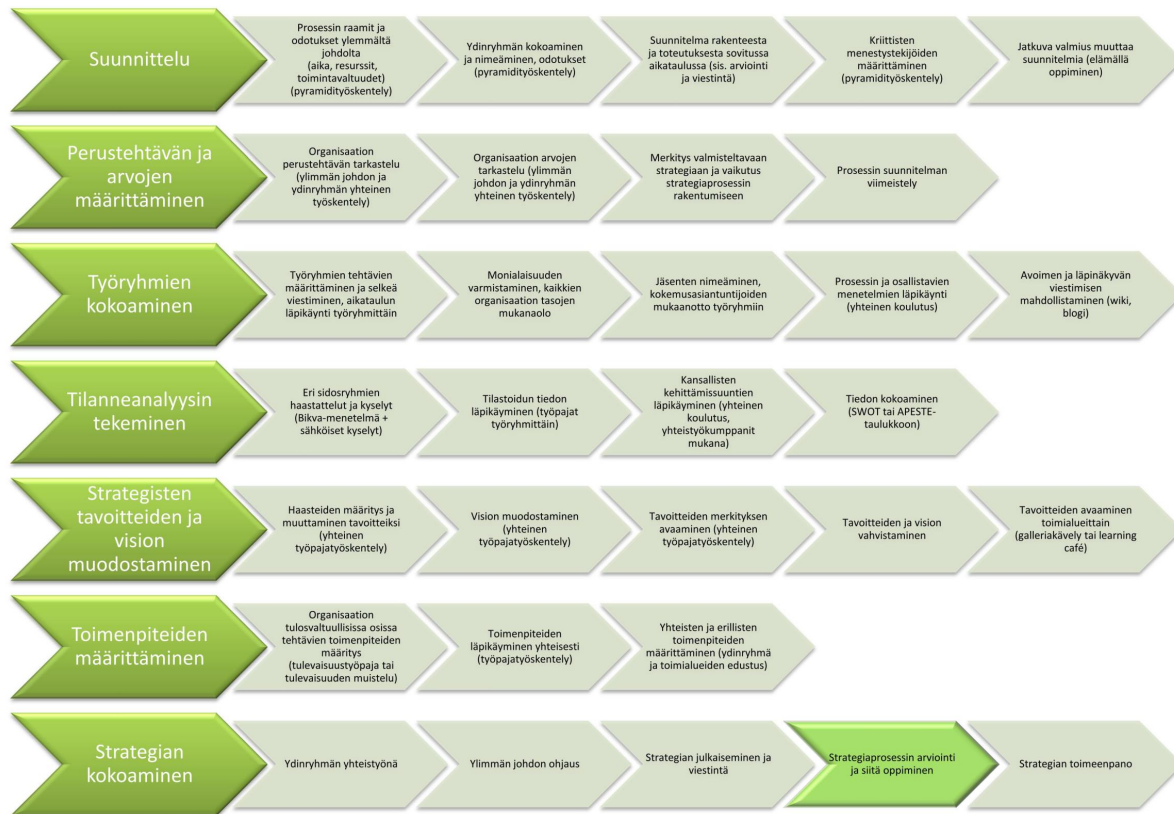 Suunnittelu
Prosessin raamit ja
odotukset ylemmältä
johdolta
(aika, resurssit,
toimintavaltuudet)
(pyramidityöskentely)
Ydinryhmän kokoaminen
ja nimeäminen, odotukset
(pyramidityöskentely)
Suunnitelma rakenteesta
ja toteutuksesta sovitussa
aikataulussa (sis. arviointi
ja viestintä)
Kriittisten
menestystekijöiden
määrittäminen
(pyramidityöskentely)
Jatkuva valmius muuttaa
suunnitelmia (elämällä
oppiminen)
Perustehtävän ja
arvojen
määrittäminen
Organisaation
perustehtävän tarkastelu
(ylimmän johdon ja
ydinryhmän yhteinen
työskentely)
Organisaation arvojen
tarkastelu (ylimmän
johdon ja ydinryhmän
yhteinen työskentely)
Merkitys valmisteltavaan
strategiaan ja vaikutus
strategiaprosessin
rakentumiseen
Prosessin suunnitelman
viimeistely
Työryhmien
kokoaminen
Työryhmien tehtävien
määrittäminen ja selkeä
viestiminen, aikataulun
läpikäynti työryhmittäin
Monialaisuuden
varmistaminen, kaikkien
organisaation tasojen
mukanaolo
Jäsenten nimeäminen,
kokemusasiantuntijoiden
mukaanotto työryhmiin
Prosessin ja osallistavien
menetelmien läpikäynti
(yhteinen koulutus)
Avoimen ja läpinäkyvän
viestimisen
mahdollistaminen (wiki,
blogi)
Tilanneanalyysin
tekeminen
Eri sidosryhmien
haastattelut ja kyselyt
(Bikva-menetelmä +
sähköiset kyselyt)
Tilastoidun tiedon
läpikäyminen (työpajat
työryhmittäin)
Kansallisten
kehittämissuuntien
läpikäyminen (yhteinen
koulutus,
yhteistyökumppanit
mukana)
Tiedon kokoaminen
(SWOT tai APESTE-
taulukkoon)
Strategisten
tavoitteiden ja
vision
muodostaminen
Haasteiden määritys ja
muuttaminen tavoitteiksi
(yhteinen
työpajatyöskentely)
Vision muodostaminen
(yhteinen
työpajatyöskentely)
Tavoitteiden merkityksen
avaaminen (yhteinen
työpajatyöskentely)
Tavoitteiden ja vision
vahvistaminen
Tavoitteiden avaaminen
toimialueittain
(galleriakävely tai learning
café)
Toimenpiteiden
määrittäminen
Organisaation
tulosvaltuullisissa osissa
tehtävien toimenpiteiden
määritys
(tulevaisuustyöpaja tai
tulevaisuuden muistelu)
Toimenpiteiden
läpikäyminen yhteisesti
(työpajatyöskentely)
Yhteisten ja erillisten
toimenpiteiden
määrittäminen (ydinryhmä
ja toimialueiden edustus)
Strategian
kokoaminen
Ydinryhmän yhteistyönä
Ylimmän johdon ohjaus
Strategian julkaiseminen ja
viestintä
Strategiaprosessin arviointi
ja siitä oppiminen
Strategian toimeenpano